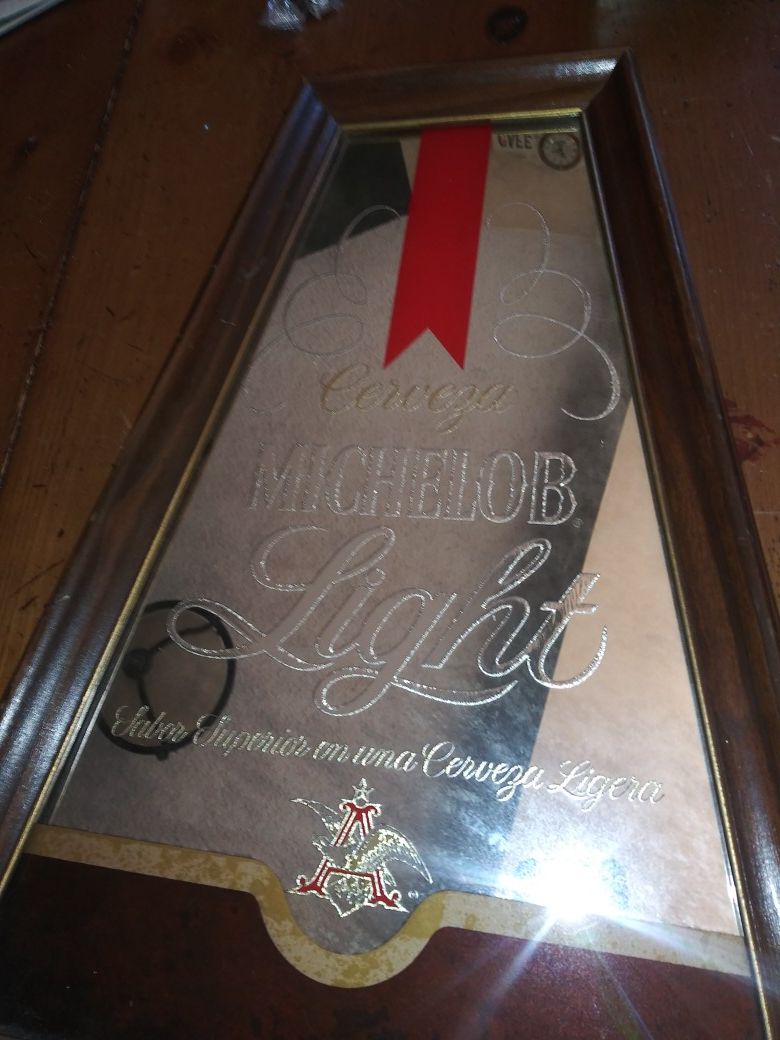 Cerveza
MICHELOB®
Light
Sabor Superior en una Cerveza Ligera
A